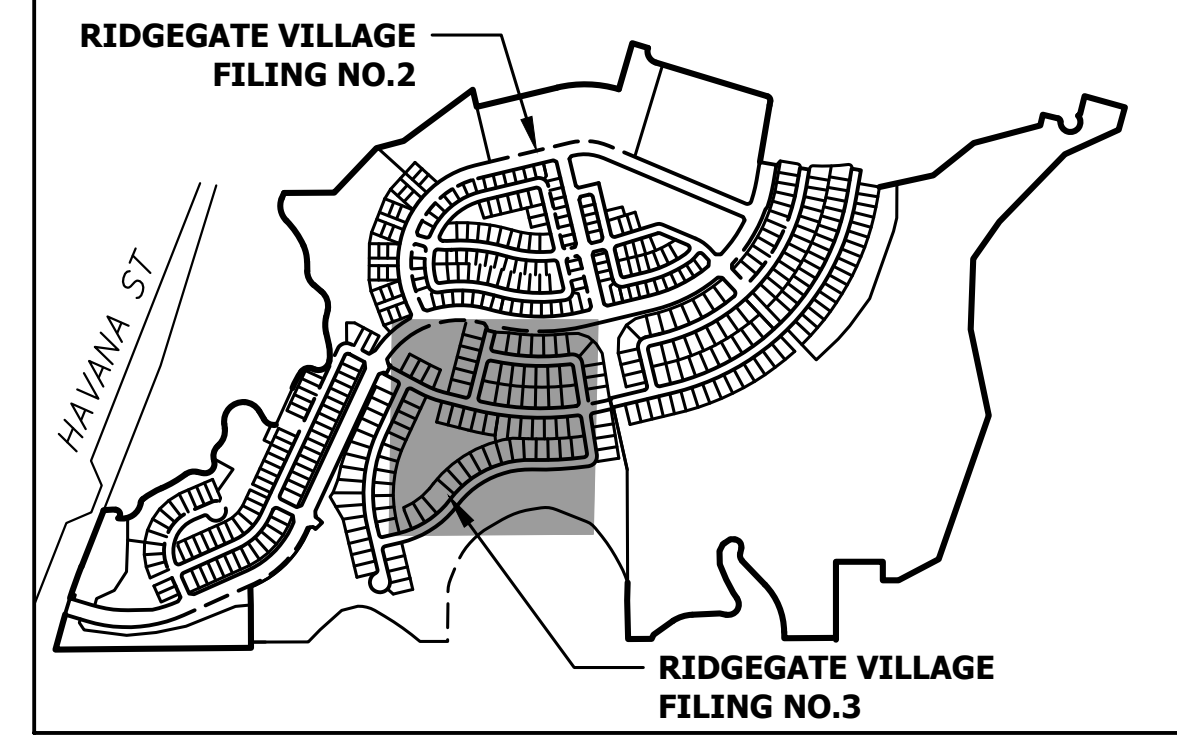 RIDGEGATE VILLAGE
FILING NO.2
HAVANA ST
RIDGEGATE VILLAGE
FILING NO.3